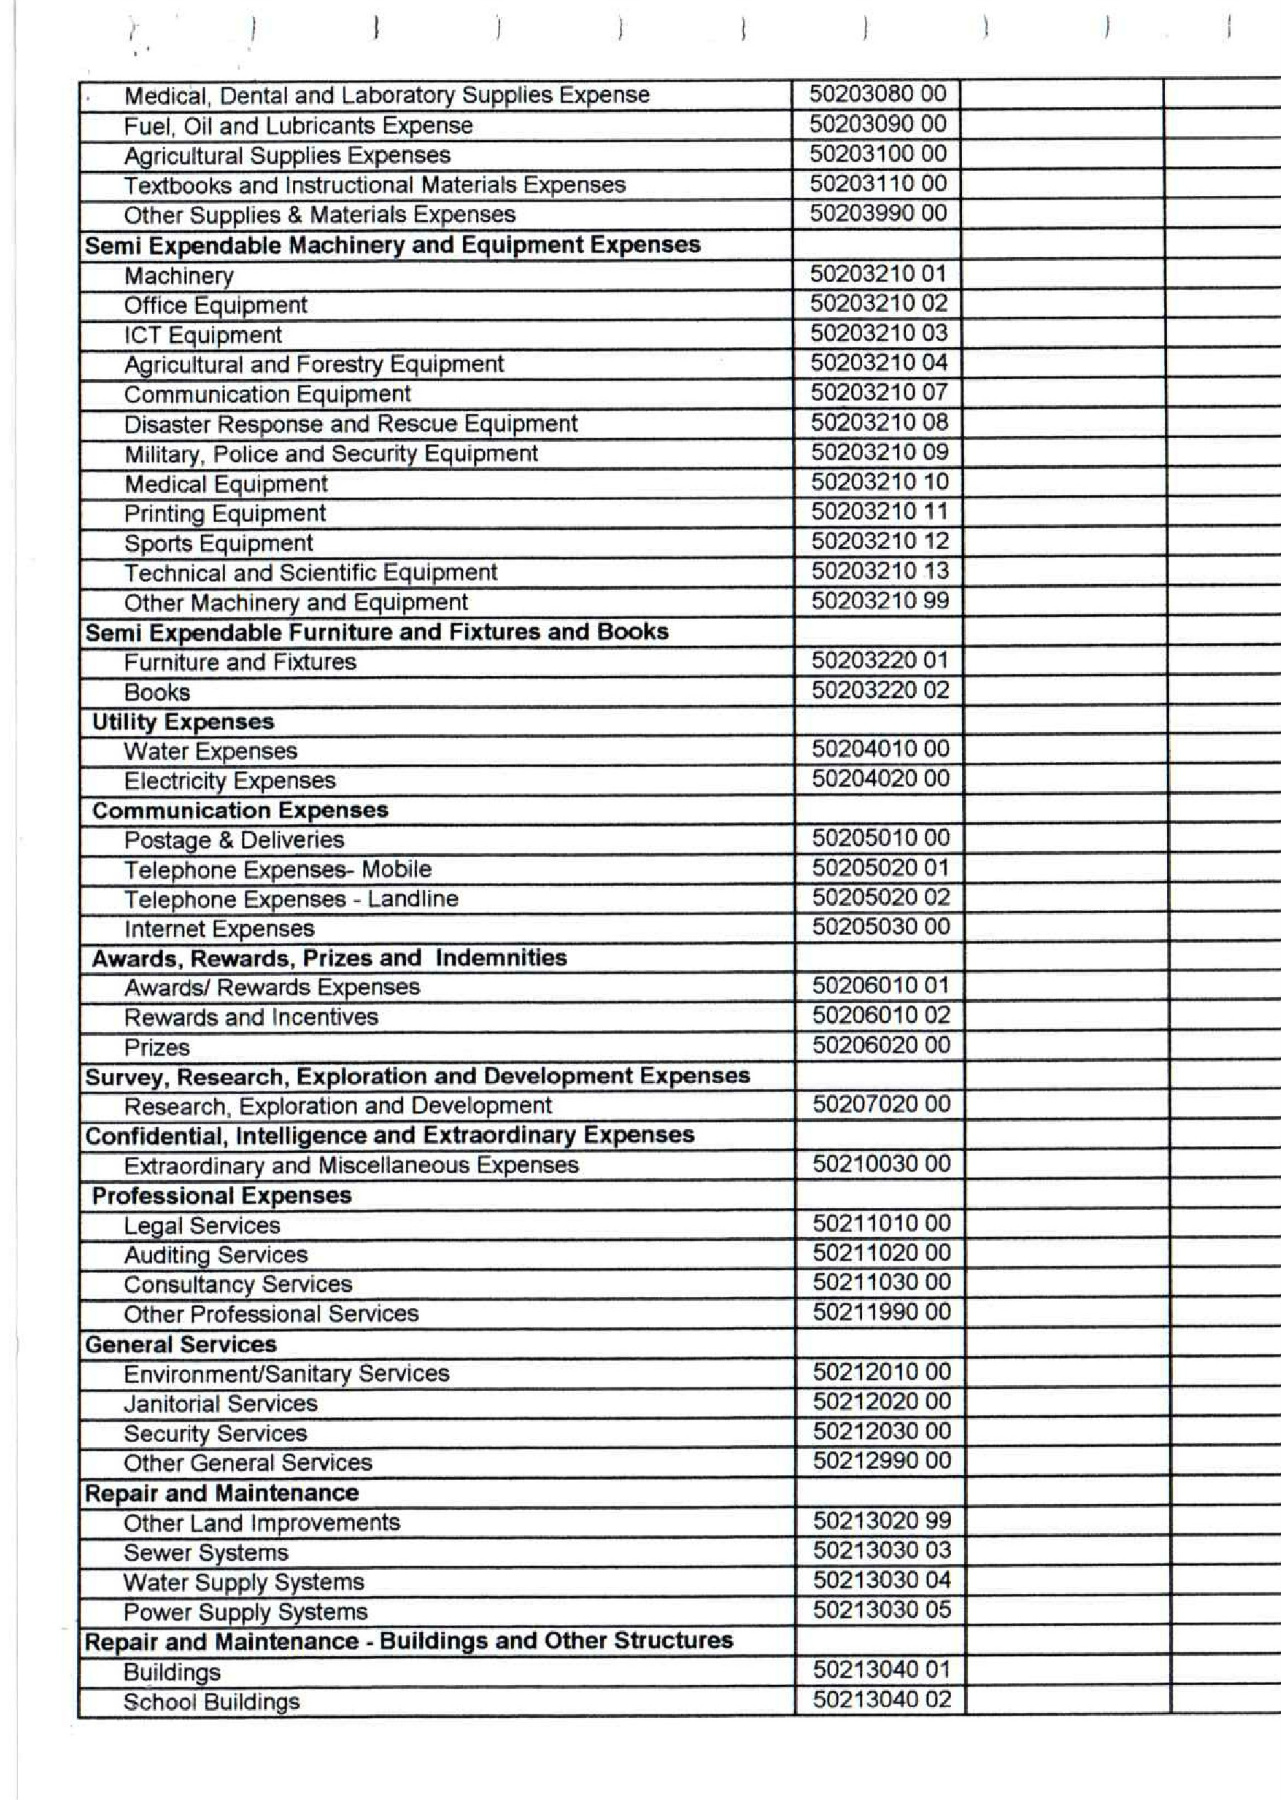 Medical, Dental and Laboratory Supplies Expense 50203080 00
Fuel, Oil and Lubricants Expense 50203090 00
Agricultural Supplies Expenses 50203100 00
Textbooks and Instructional Materials Expenses 50203110 00
Other Supplies & Materials Expenses 50203990 00
Semi Expendable Machinery and Equipment Expenses
Machinery 50203210 01
Office Equipment 50203210 02
ICT Equipment 50203210 03
Agricultural and Forestry Equipment 50203210 04
Communication Equipment 50203210 07
Disaster Response and Rescue Equipment 50203210 08
Military, Police and Security Equipment 50203210 09
Medical Equipment 50203210 10
Printing Equipment 50203210 11
Sports Equipment 50203210 12
Technical and Scientific Equipment 50203210 13
Other Machinery and Equipment 50203210 99
Semi Expendable Furniture and Fixtures and Books
Furniture and Fixtures 50203220 01
Books 50203220 02
Utility Expenses
Water Expenses 50204010 00
Electricity Expenses 50204020 00
Communication Expenses
Postage & Deliveries 50205010 00
Telephone Expenses- Mobile 50205020 01
Telephone Expenses - Landline 50205020 02
Internet Expenses 50205030 00
Awards, Rewards, Prizes and Indemnities
Awards/ Rewards Expenses 50206010 01
Rewards and Incentives 50206010 02
Prizes 50206020 00
Survey, Research, Exploration and Development Expenses
Research, Exploration and Development 50207020 00
Confidential, Intelligence and Extraordinary Expenses
Extraordinary and Miscellaneous Expenses 50210030 00
Professional Expenses
Legal Services 50211010 00
Auditing Services 50211020 00
Consultancy Services 50211030 00
Other Professional Services 50211990 00
General Services
Environment/Sanitary Services 50212010 00
Janitorial Services 50212020 00
Security Services 50212030 00
Other General Services 50212990 00
Repair and Maintenance
Other Land Improvements 50213020 99
Sewer Systems 50213030 03
Water Supply Systems 50213030 04
Power Supply Systems 50213030 05
Repair and Maintenance - Buildings and Other Structures
Buildings 50213040 01
School Buildings 50213040 02